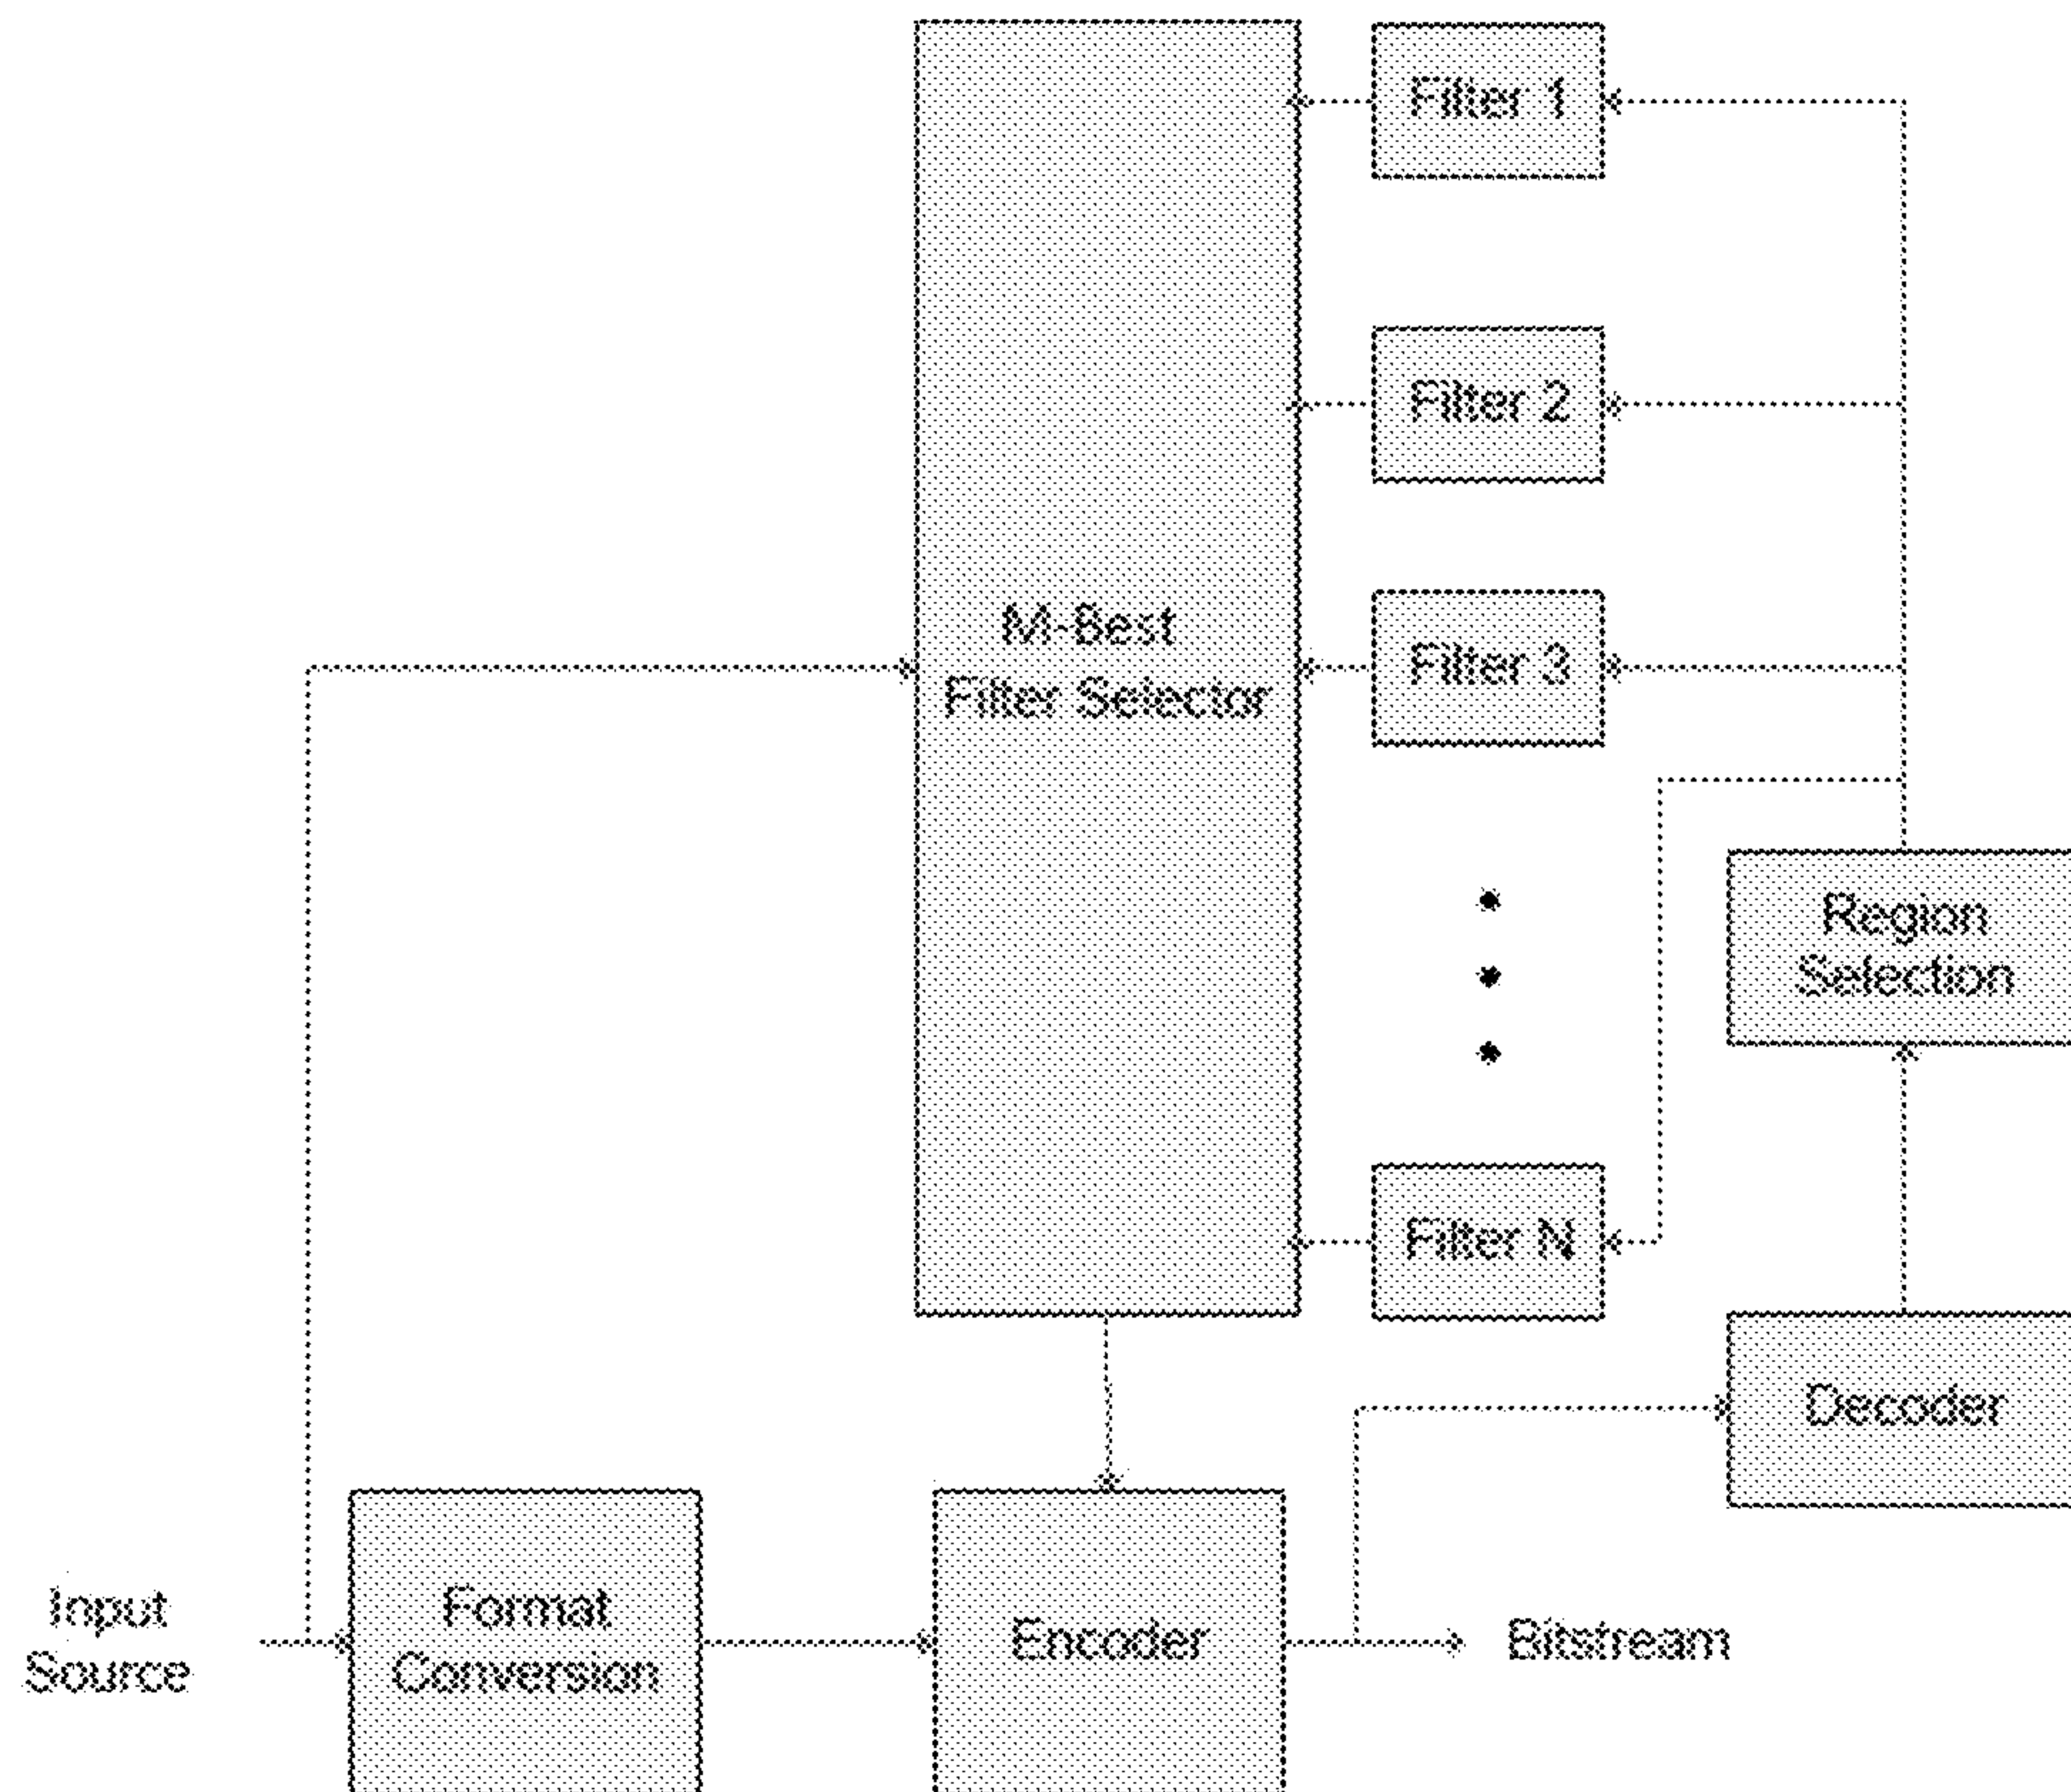 Filter 1
Filter 2
M-Best
Filter Selector
Filter 3
Region
Selection
Filter N
Decoder
Input
Source
Format
Conversion
Encoder
Bitstream